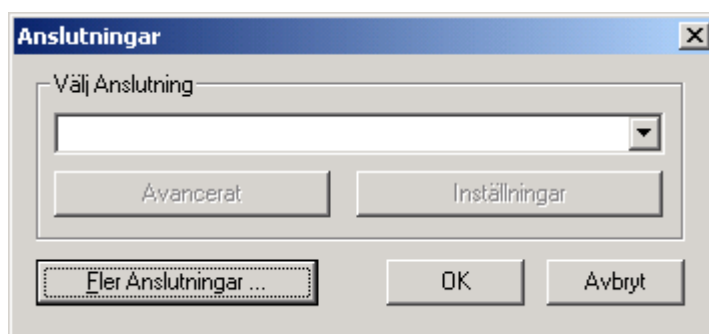 Anslutningar
Välj Anslutning
Avancerat Inställningar
Fler Anslutningar ... OK Avbryt